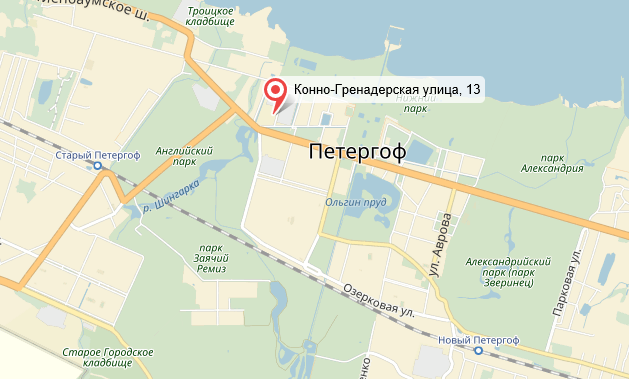 Троицкое
кладбище
ш.
Конно-Гренадерская улица, 13
Нижний
парк
Английский
парк
Петергоф
Старый Петергоф
парк
Александрия
р. Шингарка
Ольгин пруд
ул. Аврова
парк
Заячий
Ремиз
Александрийский
парк (парк
Зверинец)
Парковая ул.
Озерковая ул.
Новый Петергоф
Старое Городское
кладбище